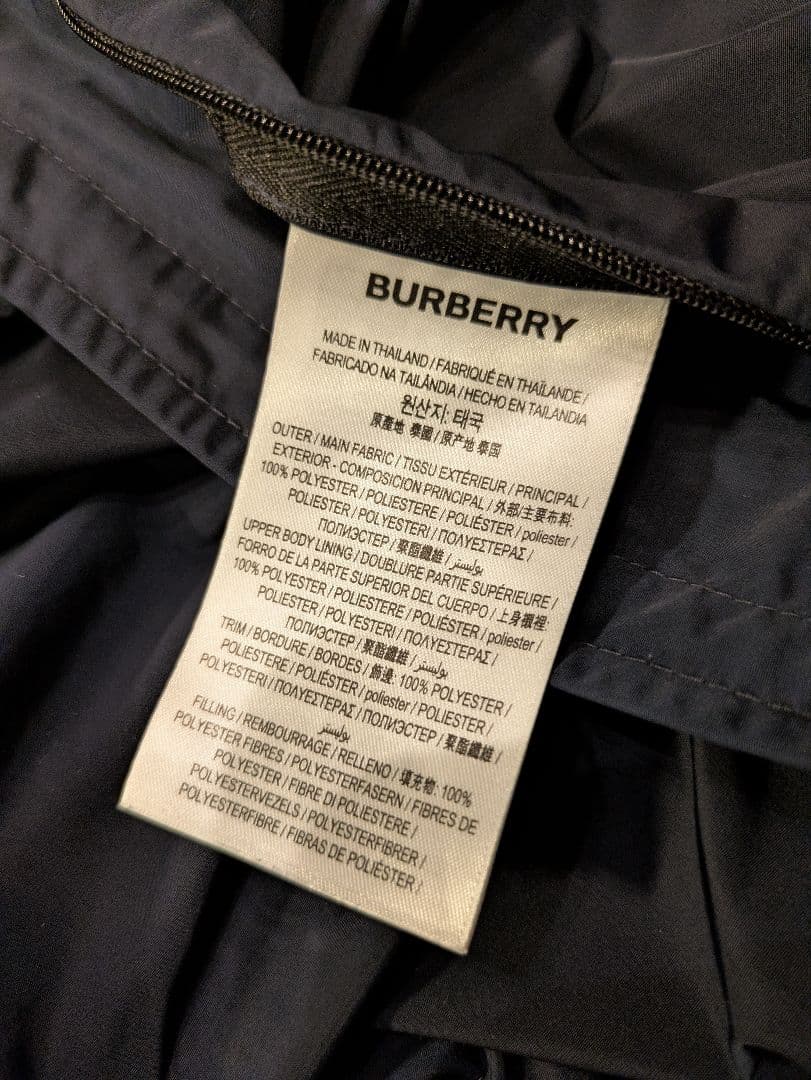 BURBERRY
MADE IN THAILAND / FABRIQUÉ EN THAÏLANDE /
FABRICADO NA TAILÂNDIA / HECHO EN TAILANDIA
원산지: 태국
原產地 泰國 / 原产地 泰国
OUTER / MAIN FABRIC / TISSU EXTÉRIEUR / PRINCIPAL /
EXTERIOR - COMPOSICIÓN PRINCIPAL / 外部/主要布料:
100% POLYESTER / POLIESTERE / POLIÉSTER / poliester /
POLIESTER / POLYESTERI / ΠΟΛΥΕΣΤΕΡΑΣ /
ПОЛИЭСТЕР / 聚酯纖維 / بوليستر
UPPER BODY LINING / DOUBLURE PARTIE SUPÉRIEURE /
FORRO DE LA PARTE SUPERIOR DEL CUERPO / 上身襯裡:
100% POLYESTER / POLIESTERE / POLIÉSTER / poliester /
POLIESTER / POLYESTERI / ΠΟΛΥΕΣΤΕΡΑΣ /
ПОЛИЭСТЕР / 聚酯纖維 / بوليستر
TRIM / BORDURE / BORDES / 飾邊: 100% POLYESTER /
POLIESTERE / POLIÉSTER / poliester / POLIESTER /
POLYESTERI / ΠΟΛΥΕΣΤΕΡΑΣ / ПОЛИЭСТЕР / 聚酯纖維 /
بوليستر
FILLING / REMBOURRAGE / RELLENO / 填充物: 100%
POLYESTER FIBRES / POLYESTERFASERN / FIBRES DE
POLYESTER / FIBRE DI POLIESTERE /
POLYESTERVEZELS / POLYESTERFIBRER /
POLYESTERFIBRE / FIBRAS DE POLIÉSTER /